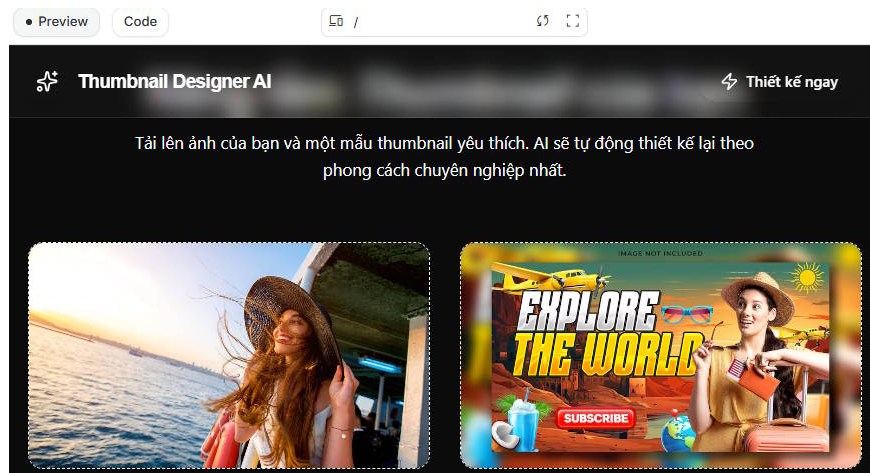 Preview
Code
/
Thumbnail Designer AI
Thiết kế ngay
Tải lên ảnh của bạn và một mẫu thumbnail yêu thích. AI sẽ tự động thiết kế lại theo
phong cách chuyên nghiệp nhất.
IMAGE NOT INCLUDED
EXPLORE
THE WORLD
SUBSCRIBE